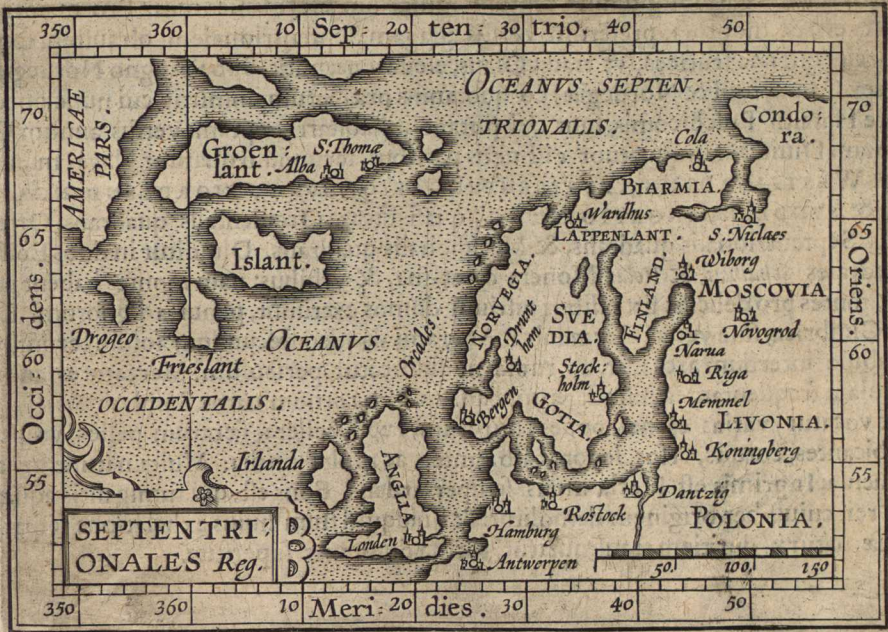 350 360 10 Sep- 20 ten: 30 trio. 40 50
OCEANVS SEPTEN:
TRIONALIS.
AMERICAE
PARS.
70
70
Condo:
ra.
Groen:
lant.
Alba
S. Thomæ
Cola
BIARMIA.
Wardhus
LAPPENLANT.
S. Niclaes
65
65
Islant.
Wiborg
MOSCOVIA
NORVEGIA.
FINLAND.
SVE
DIA.
Drunt
hem
Novogrod
Occi: dens.
Oriens.
Drogeo
Frieslant
OCEANVS
Orcades
Narua
60
60
Stock:
holm
Riga
OCCIDENTALIS.
Bergen
GOTIA.
Memmel
LIVONIA.
Irlanda
ANGLIA.
Koningberg
55
55
Dantzig
Rostock
POLONIA.
Hamburg
Londen
Antwerpen
SEPTENTRI:
ONALES Reg.
50, 100, 150
350 360 10 Meri: 20 dies. 30 40 50